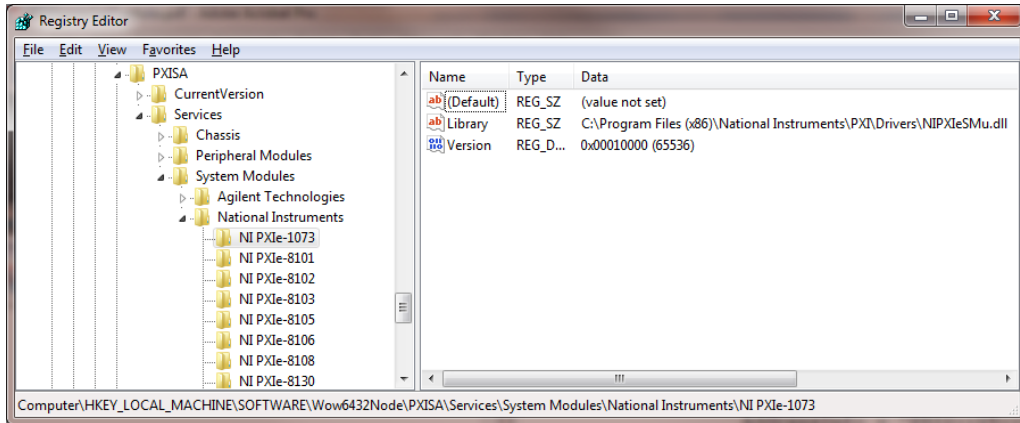 Registry Editor
File Edit View Favorites Help
PXISA
CurrentVersion
Services
Chassis
Peripheral Modules
System Modules
Agilent Technologies
National Instruments
NI PXIe-1073
NI PXIe-8101
NI PXIe-8102
NI PXIe-8103
NI PXIe-8105
NI PXIe-8106
NI PXIe-8108
NI PXIe-8130
Name Type Data
(Default) REG_SZ (value not set)
Library REG_SZ C:\Program Files (x86)\National Instruments\PXI\Drivers\NIPXIeSMu.dll
Version REG_D... 0x00010000 (65536)
Computer\HKEY_LOCAL_MACHINE\SOFTWARE\Wow6432Node\PXISA\Services\System Modules\National Instruments\NI PXIe-1073